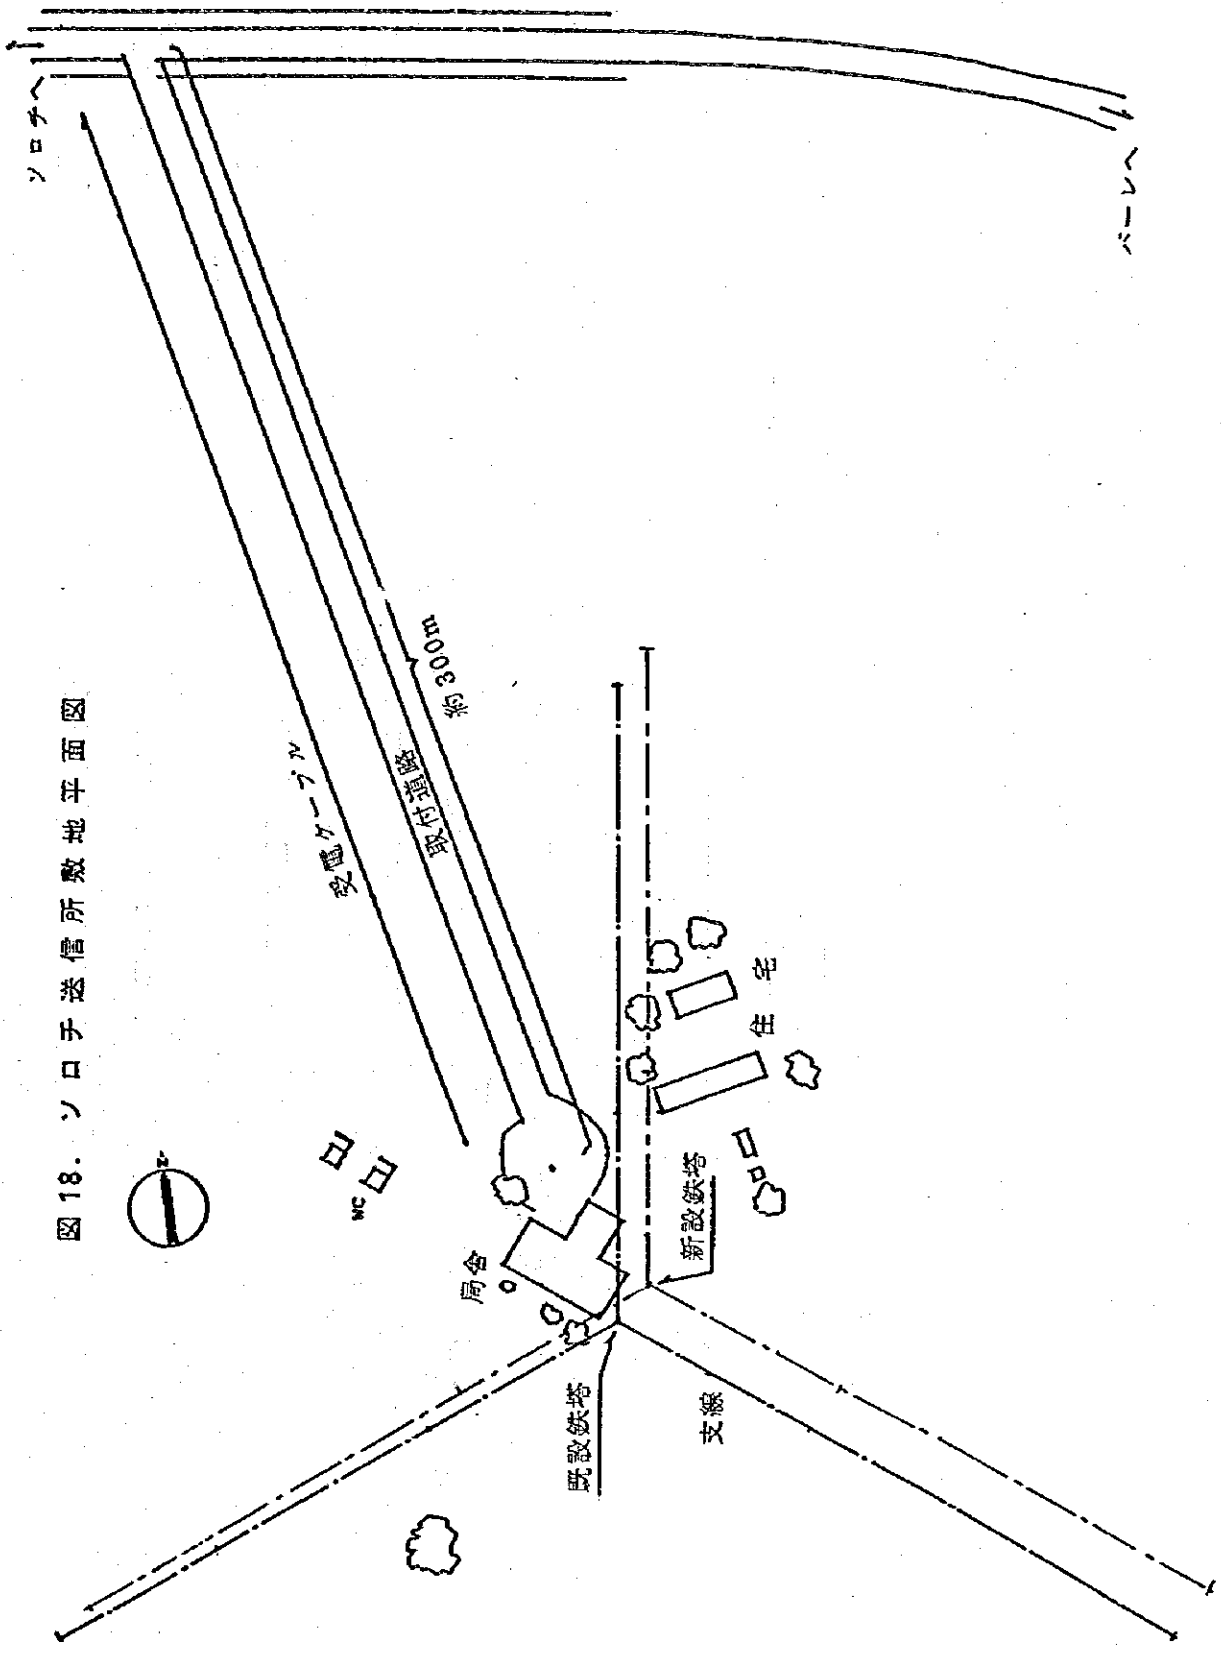 図18. ソロチ送信所敷地平面図
N
ソロチへ
バーレへ
受電ケーブル
取付道路
約300m
WC
局舎
住宅
新設鉄塔
既設鉄塔
支線